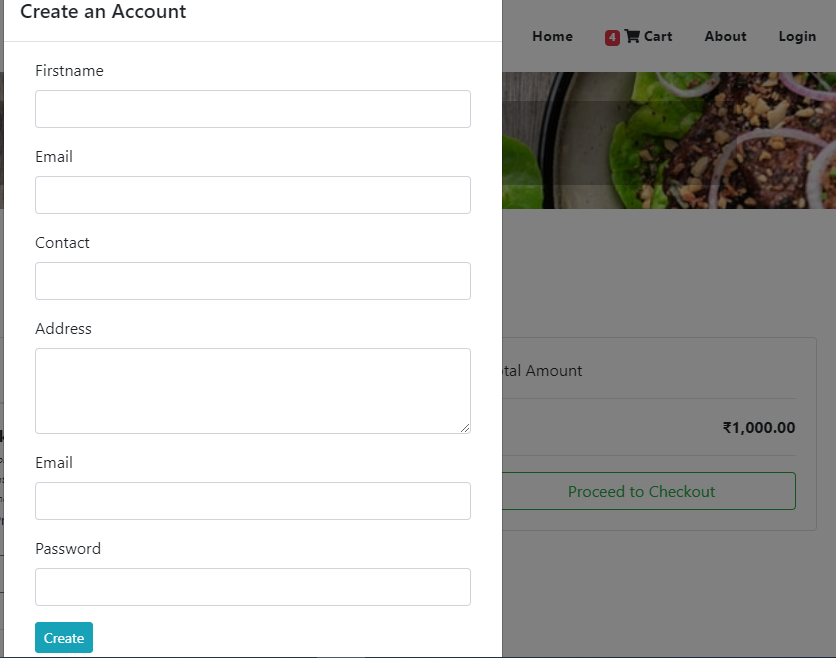 Create an Account
Firstname
Email
Contact
Address
Email
Password
Create
Home
4 Cart
About
Login
tal Amount
₹1,000.00
Proceed to Checkout